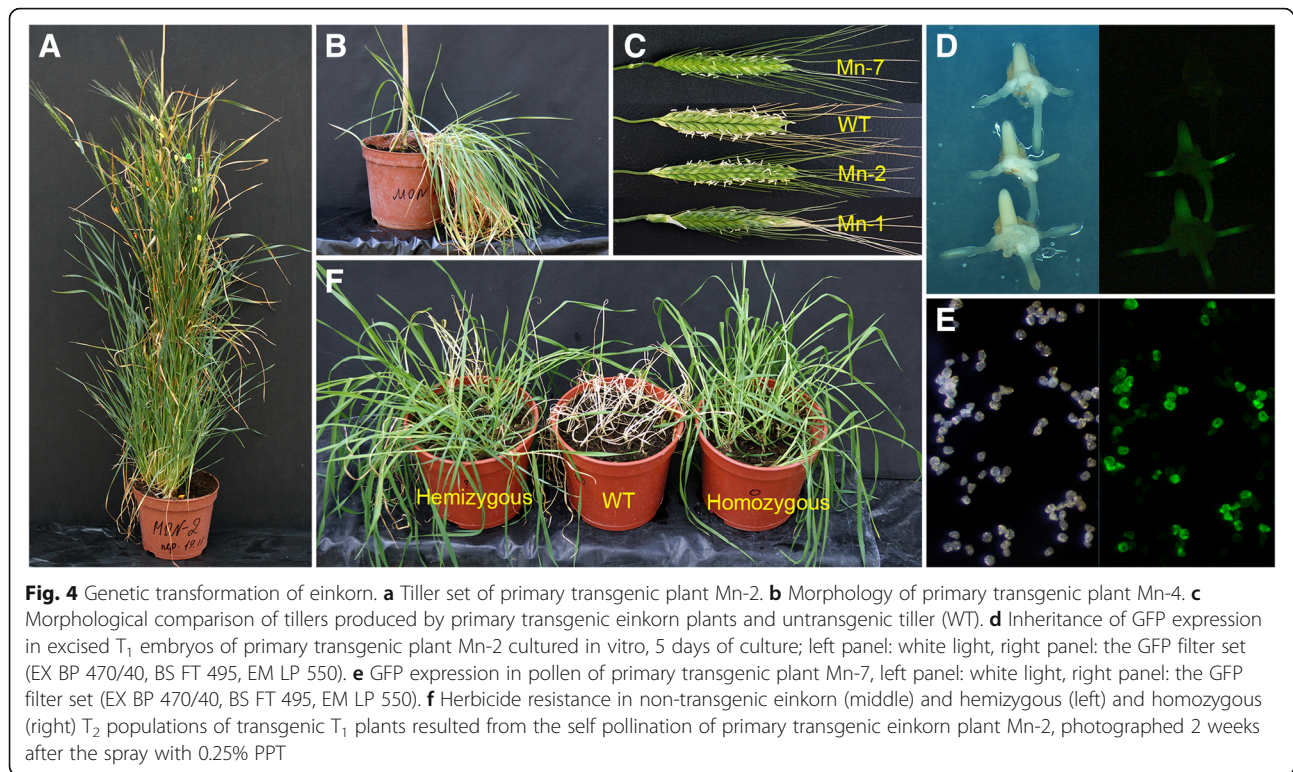 A
B
C
D
Mn-7
WT
Mn-2
Mn-1
MON-2
MON
F
E
Hemizygous
WT
Homozygous
Fig. 4 Genetic transformation of einkorn. a Tiller set of primary transgenic plant Mn-2. b Morphology of primary transgenic plant Mn-4. c
Morphological comparison of tillers produced by primary transgenic einkorn plants and untransgenic tiller (WT). d Inheritance of GFP expression
in excised T1 embryos of primary transgenic plant Mn-2 cultured in vitro, 5 days of culture; left panel: white light, right panel: the GFP filter set
(EX BP 470/40, BS FT 495, EM LP 550). e GFP expression in pollen of primary transgenic plant Mn-7, left panel: white light, right panel: the GFP
filter set (EX BP 470/40, BS FT 495, EM LP 550). f Herbicide resistance in non-transgenic einkorn (middle) and hemizygous (left) and homozygous
(right) T2 populations of transgenic T1 plants resulted from the self pollination of primary transgenic einkorn plant Mn-2, photographed 2 weeks
after the spray with 0.25% PPT